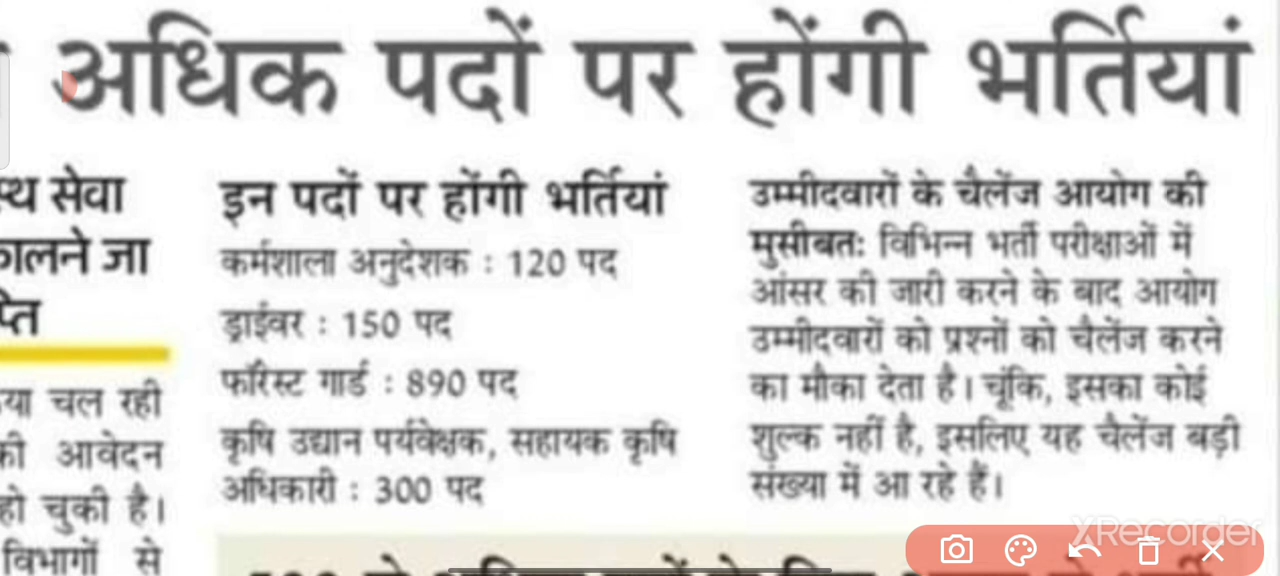 अधिक पदों पर होंगी भर्तियां
सेवा
जा
चल रही
आवेदन
हो चुकी है।
विभागों से
इन पदों पर होंगी भर्तियां
कर्मशाला अनुदेशक : 120 पद
ड्राईवर : 150 पद
फॉरेस्ट गार्ड : 890 पद
कृषि उद्यान पर्यवेक्षक, सहायक कृषि
अधिकारी : 300 पद
उम्मीदवारों के चैलेंज आयोग की
मुसीबत: विभिन्न भर्ती परीक्षाओं में
आंसर की जारी करने के बाद आयोग
उम्मीदवारों को प्रश्नों को चैलेंज करने
का मौका देता है। चूंकि, इसका कोई
शुल्क नहीं है, इसलिए यह चैलेंज बड़ी
संख्या में आ रहे हैं।
XRecorder